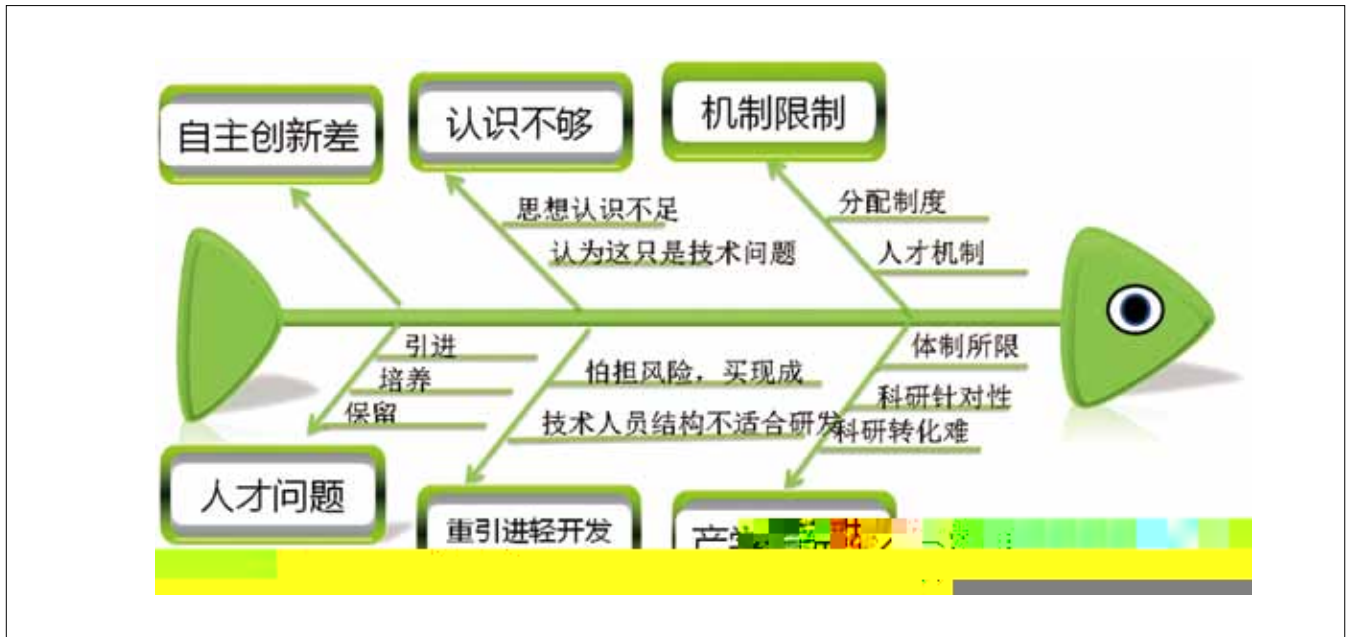 自主创新差
认识不够
机制限制
思想认识不足
认为这只是技术问题
分配制度
人才机制
引进
培养
保留
怕担风险，买现成
技术人员结构不适合研发
体制所限
科研针对性
科研转化难
人才问题
重引进轻开发
产学